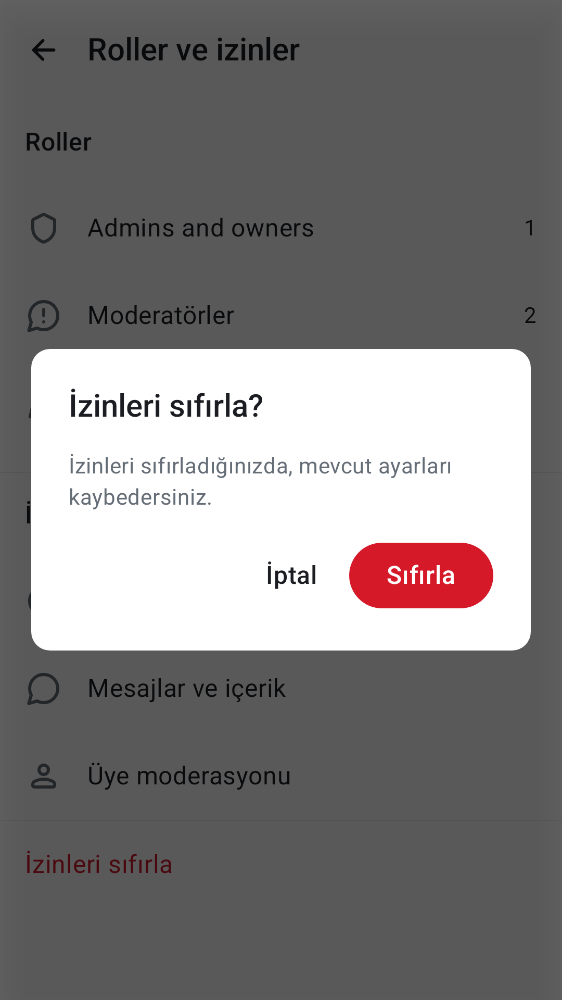 Roller ve izinler
Roller
Admins and owners
1
Moderatörler
2
İzinleri sıfırla?
İzinleri sıfırladığınızda, mevcut ayarları
kaybedersiniz.
İptal
Sıfırla
Mesajlar ve içerik
Üye moderasyonu
İzinleri sıfırla